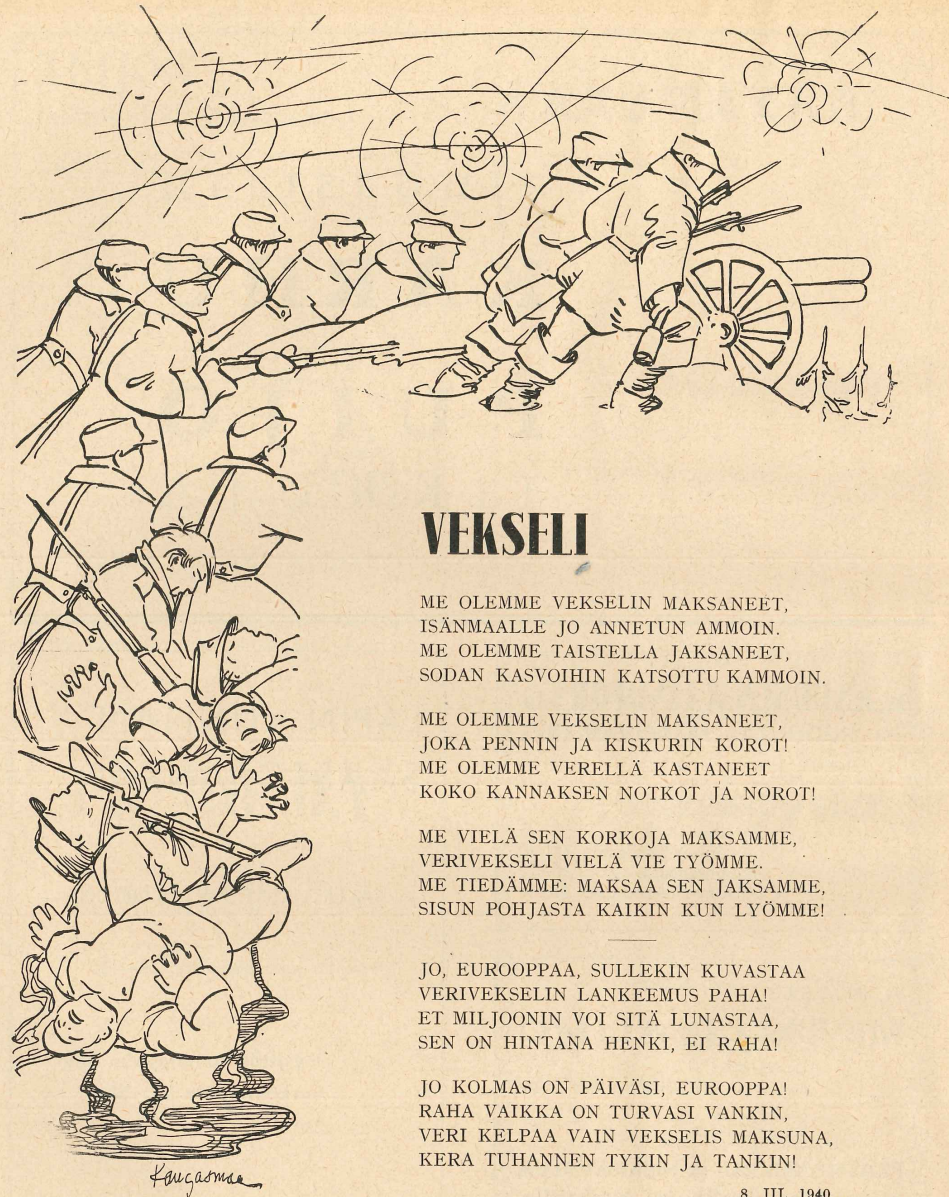 VEKSELI
ME OLEMME VEKSELIN MAKSANEET,
ISÄNMAALLE JO ANNETUN AMMOIN.
ME OLEMME TAISTELLA JAKSANEET,
SODAN KASVOIHIN KATSOTTU KAMMOIN.
ME OLEMME VEKSELIN MAKSANEET,
JOKA PENNIN JA KISKURIN KOROT!
ME OLEMME VERELLÄ KASTANEET
KOKO KANNAKSEN NOTKOT JA NOROT!
ME VIELÄ SEN KORKOJA MAKSAMME,
VERIVEKSELI VIELÄ VIE TYÖMME.
ME TIEDÄMME: MAKSAA SEN JAKSAMME,
SISUN POHJASTA KAIKIN KUN LYÖMME!
JO, EUROOPPAA, SULLEKIN KUVASTAA
VERIVEKSELIN LANKEEMUS PAHA!
ET MILJOONIN VOI SITÄ LUNASTAA,
SEN ON HINTANA HENKI, EI RAHA!
JO KOLMAS ON PÄIVÄSI, EUROOPPA!
RAHA VAIKKA ON TURVASI VANKIN,
VERI KELPAA VAIN VEKSELIS MAKSUNA,
KERA TUHANNEN TYKIN JA TANKIN!
8. III. 1940
Kangasmaa